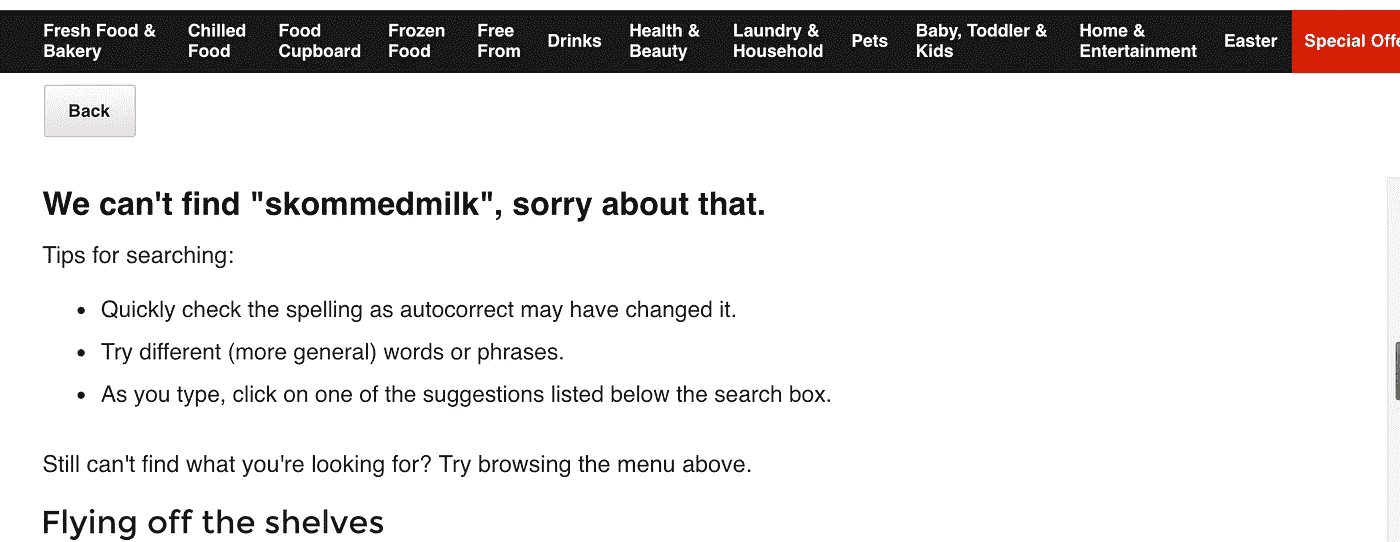 Fresh Food & Bakery
Chilled Food
Food Cupboard
Frozen Food
Free From
Drinks
Health & Beauty
Laundry & Household
Pets
Baby, Toddler & Kids
Home & Entertainment
Easter
Special Offe
Back
We can't find "skommedmilk", sorry about that.
Tips for searching:
• Quickly check the spelling as autocorrect may have changed it.
• Try different (more general) words or phrases.
• As you type, click on one of the suggestions listed below the search box.
Still can't find what you're looking for? Try browsing the menu above.
Flying off the shelves